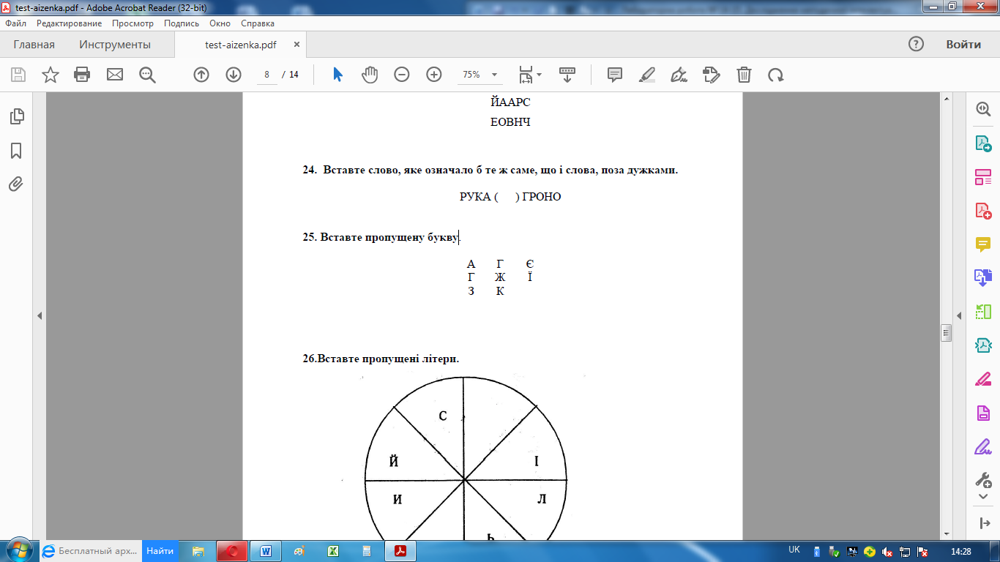 test-aizenka.pdf - Adobe Acrobat Reader (32-bit)
Файл Редактирование Просмотр Подпись Окно Справка
Главная Инструменты test-aizenka.pdf × Войти
8 / 14 75%
ЙААРС
ЕОВНЧ
24. Вставте слово, яке означало б те ж саме, що і слова, поза дужками.
РУКА ( ) ГРОНО
25. Вставте пропущену букву.
А Г Є
Г Ж Ї
З К
26.Вставте пропущені літери.
С
Й І
И Л
Ь
Бесплатный арх... Найти UK 14:28